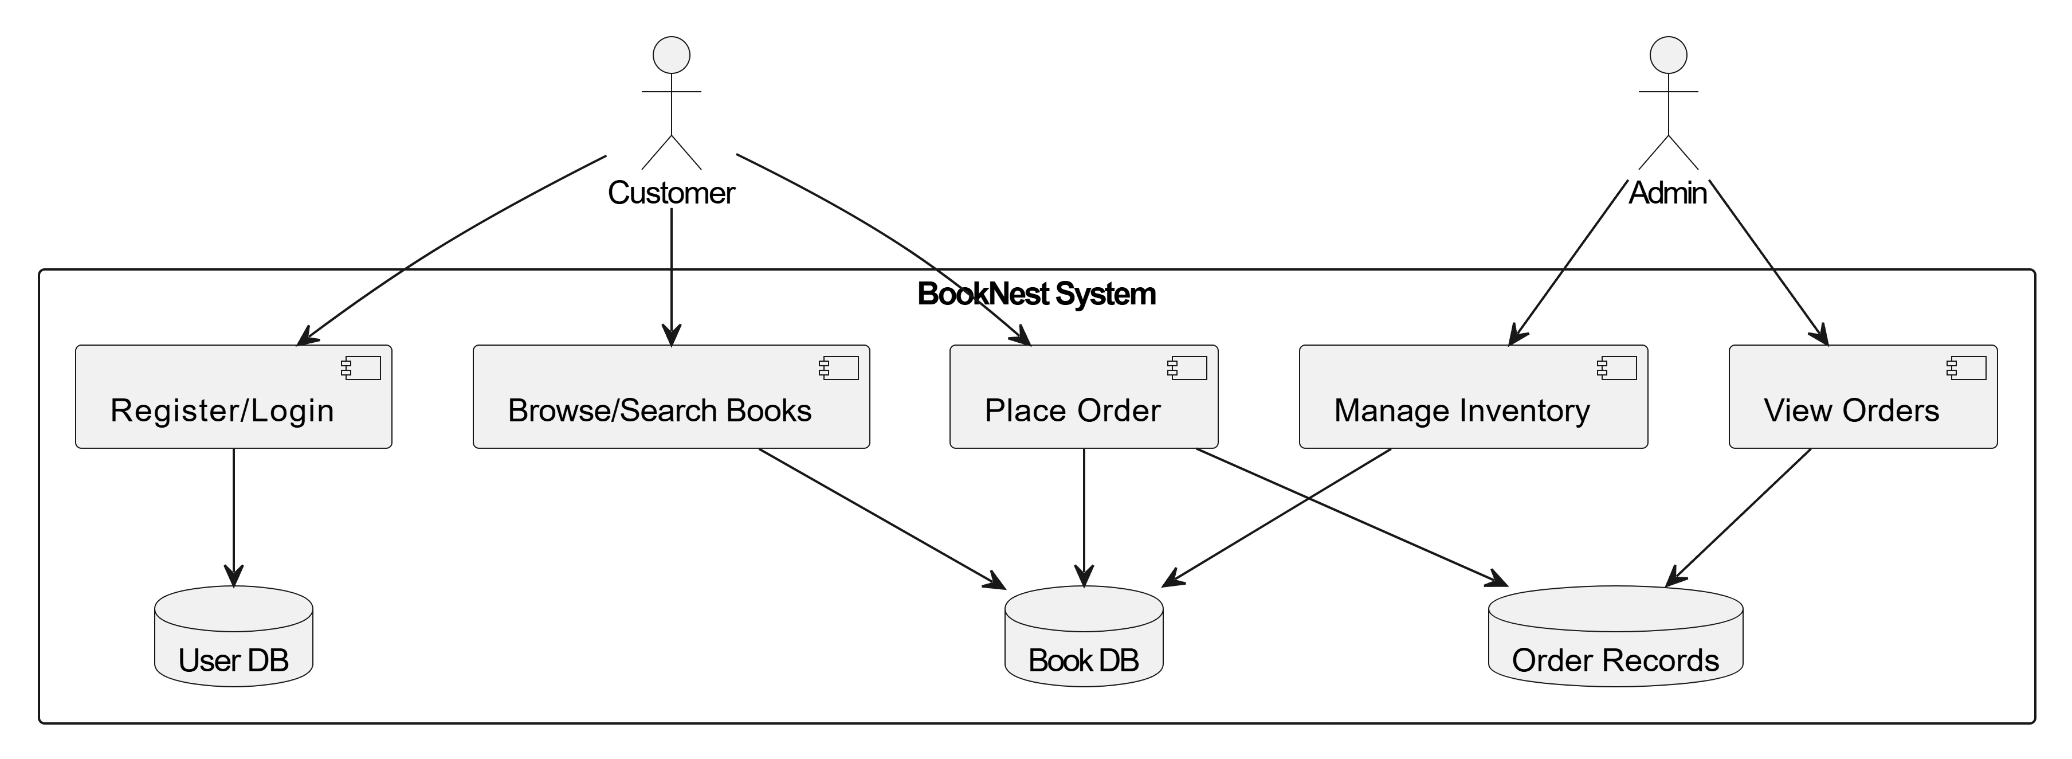 Customer
Admin
BookNest System
Register/Login
Browse/Search Books
Place Order
Manage Inventory
View Orders
User DB
Book DB
Order Records